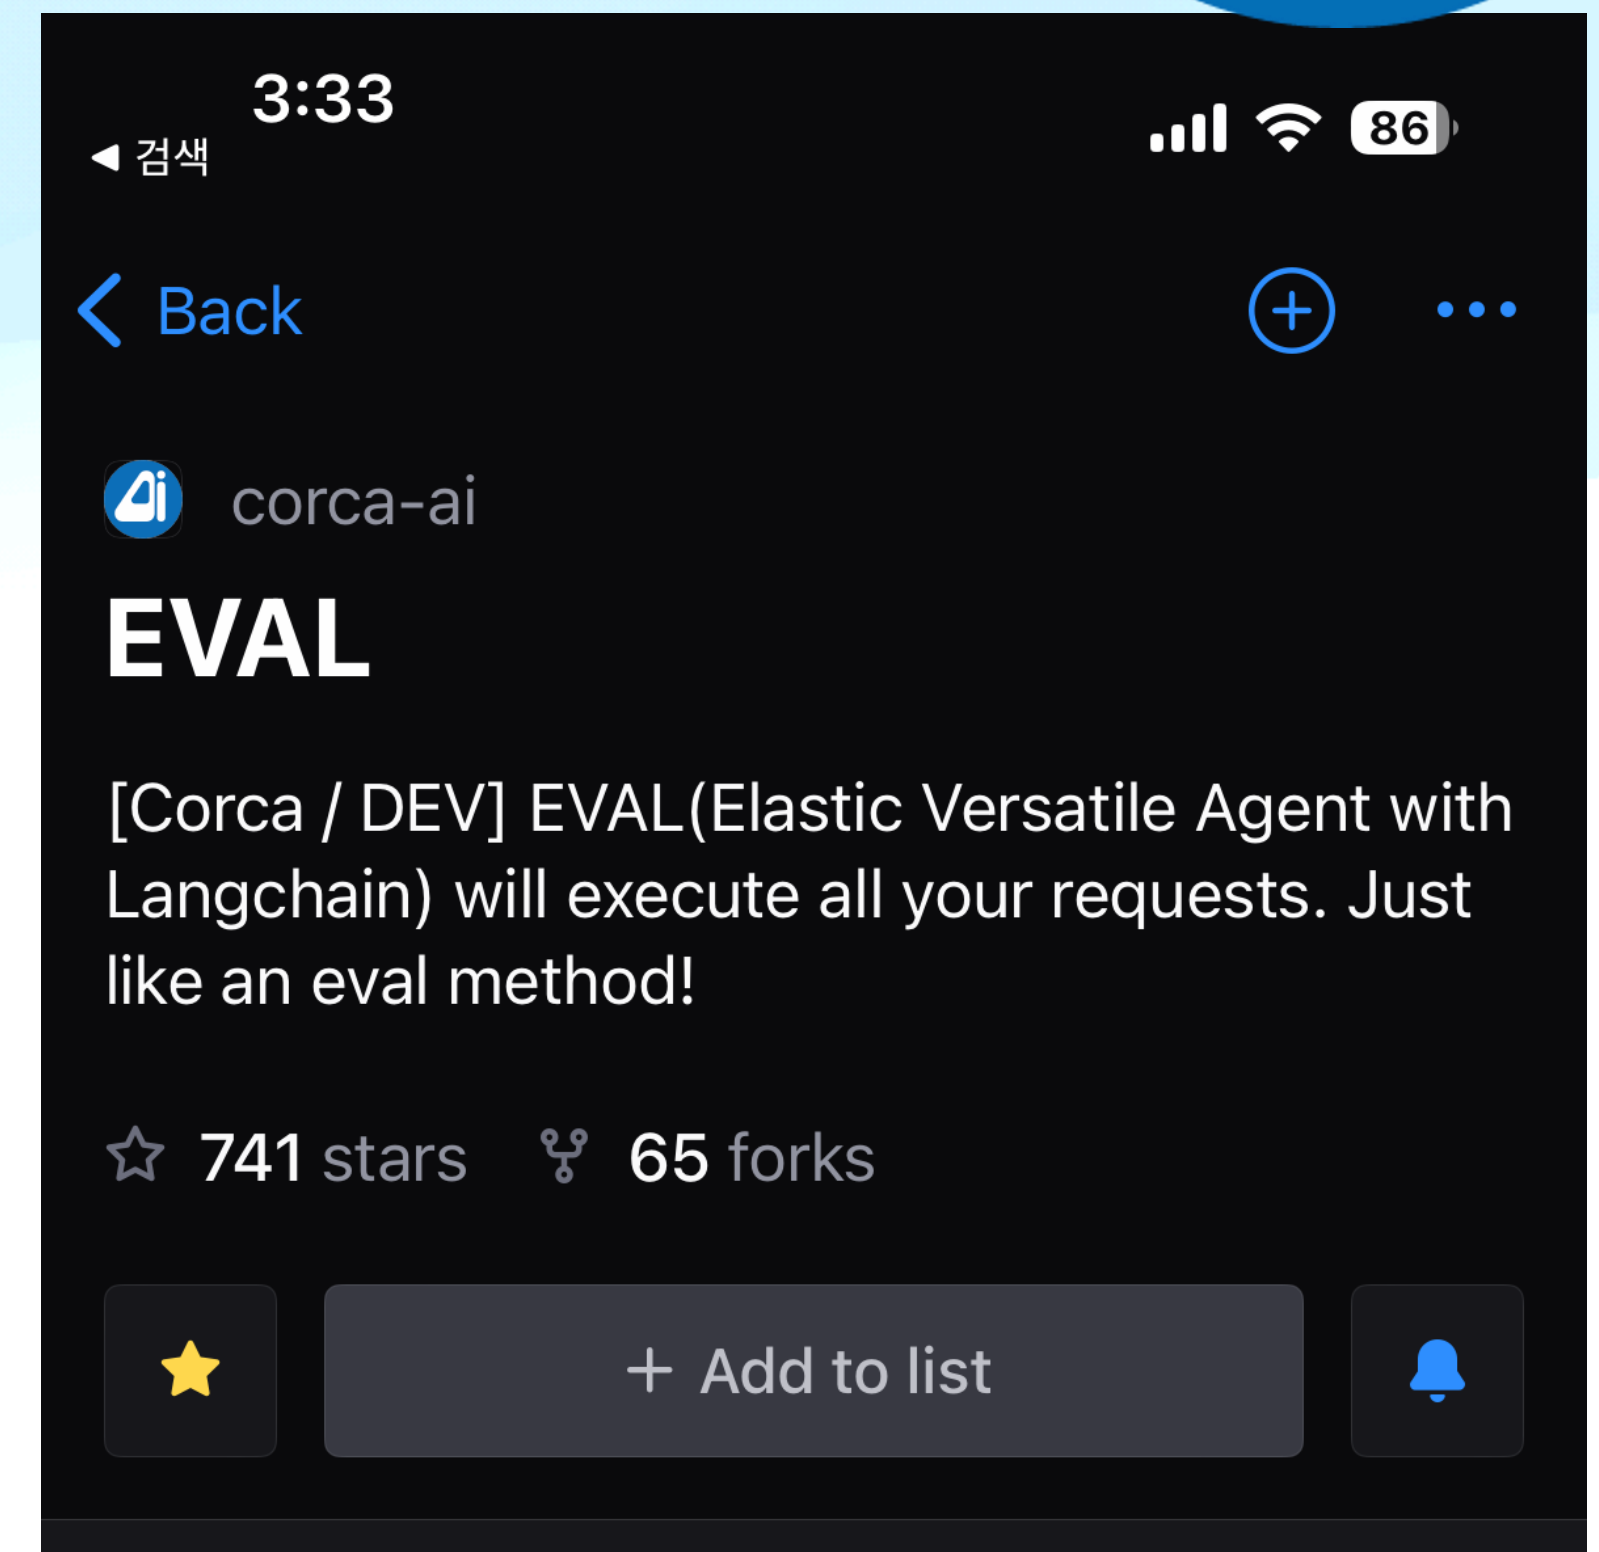 3:33
◀ 검색
86
Back
Ai corca-ai
EVAL
[Corca / DEV] EVAL(Elastic Versatile Agent with
Langchain) will execute all your requests. Just
like an eval method!
741 stars 65 forks
+ Add to list